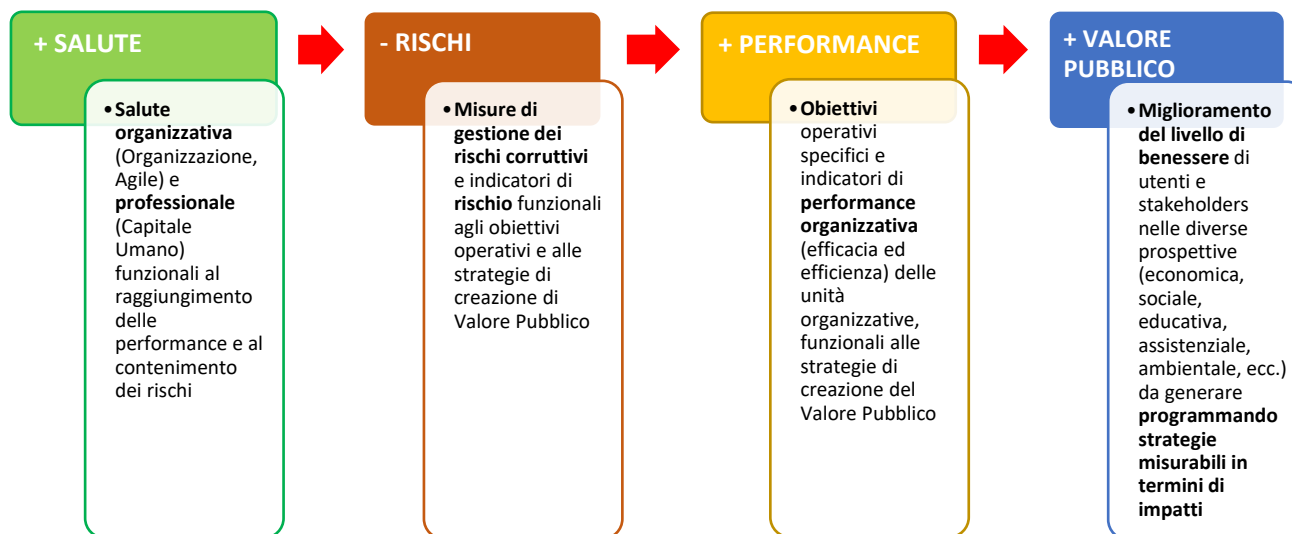 + SALUTE
• Salute
organizzativa
(Organizzazione,
Agile) e
professionale
(Capitale
Umano)
funzionali al
raggiungimento
delle
performance e al
contenimento
dei rischi
- RISCHI
• Misure di
gestione dei
rischi corruttivi
e indicatori di
rischio funzionali
agli obiettivi
operativi e alle
strategie di
creazione di
Valore Pubblico
+ PERFORMANCE
• Obiettivi
operativi
specifici e
indicatori di
performance
organizzativa
(efficacia ed
efficienza) delle
unità
organizzative,
funzionali alle
strategie di
creazione del
Valore Pubblico
+ VALORE
PUBBLICO
• Miglioramento
del livello di
benessere di
utenti e
stakeholders
nelle diverse
prospettive
(economica,
sociale,
educativa,
assistenziale,
ambientale, ecc.)
da generare
programmando
strategie
misurabili in
termini di
impatti